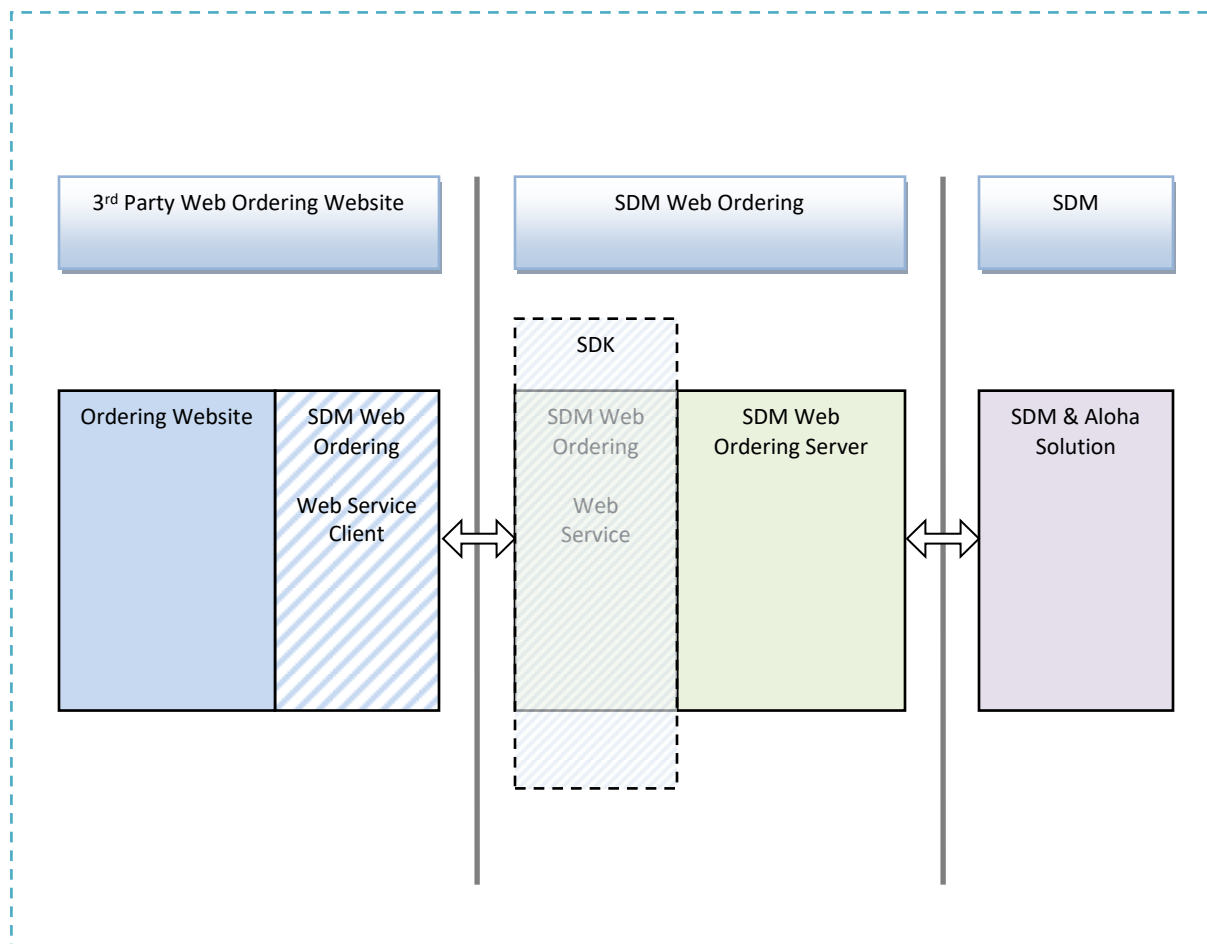 3rd Party Web Ordering Website
SDM Web Ordering
SDM
SDK
Ordering Website
SDM Web
Ordering
Web Service
Client
SDM Web
Ordering
Web
Service
SDM Web
Ordering Server
SDM & Aloha
Solution